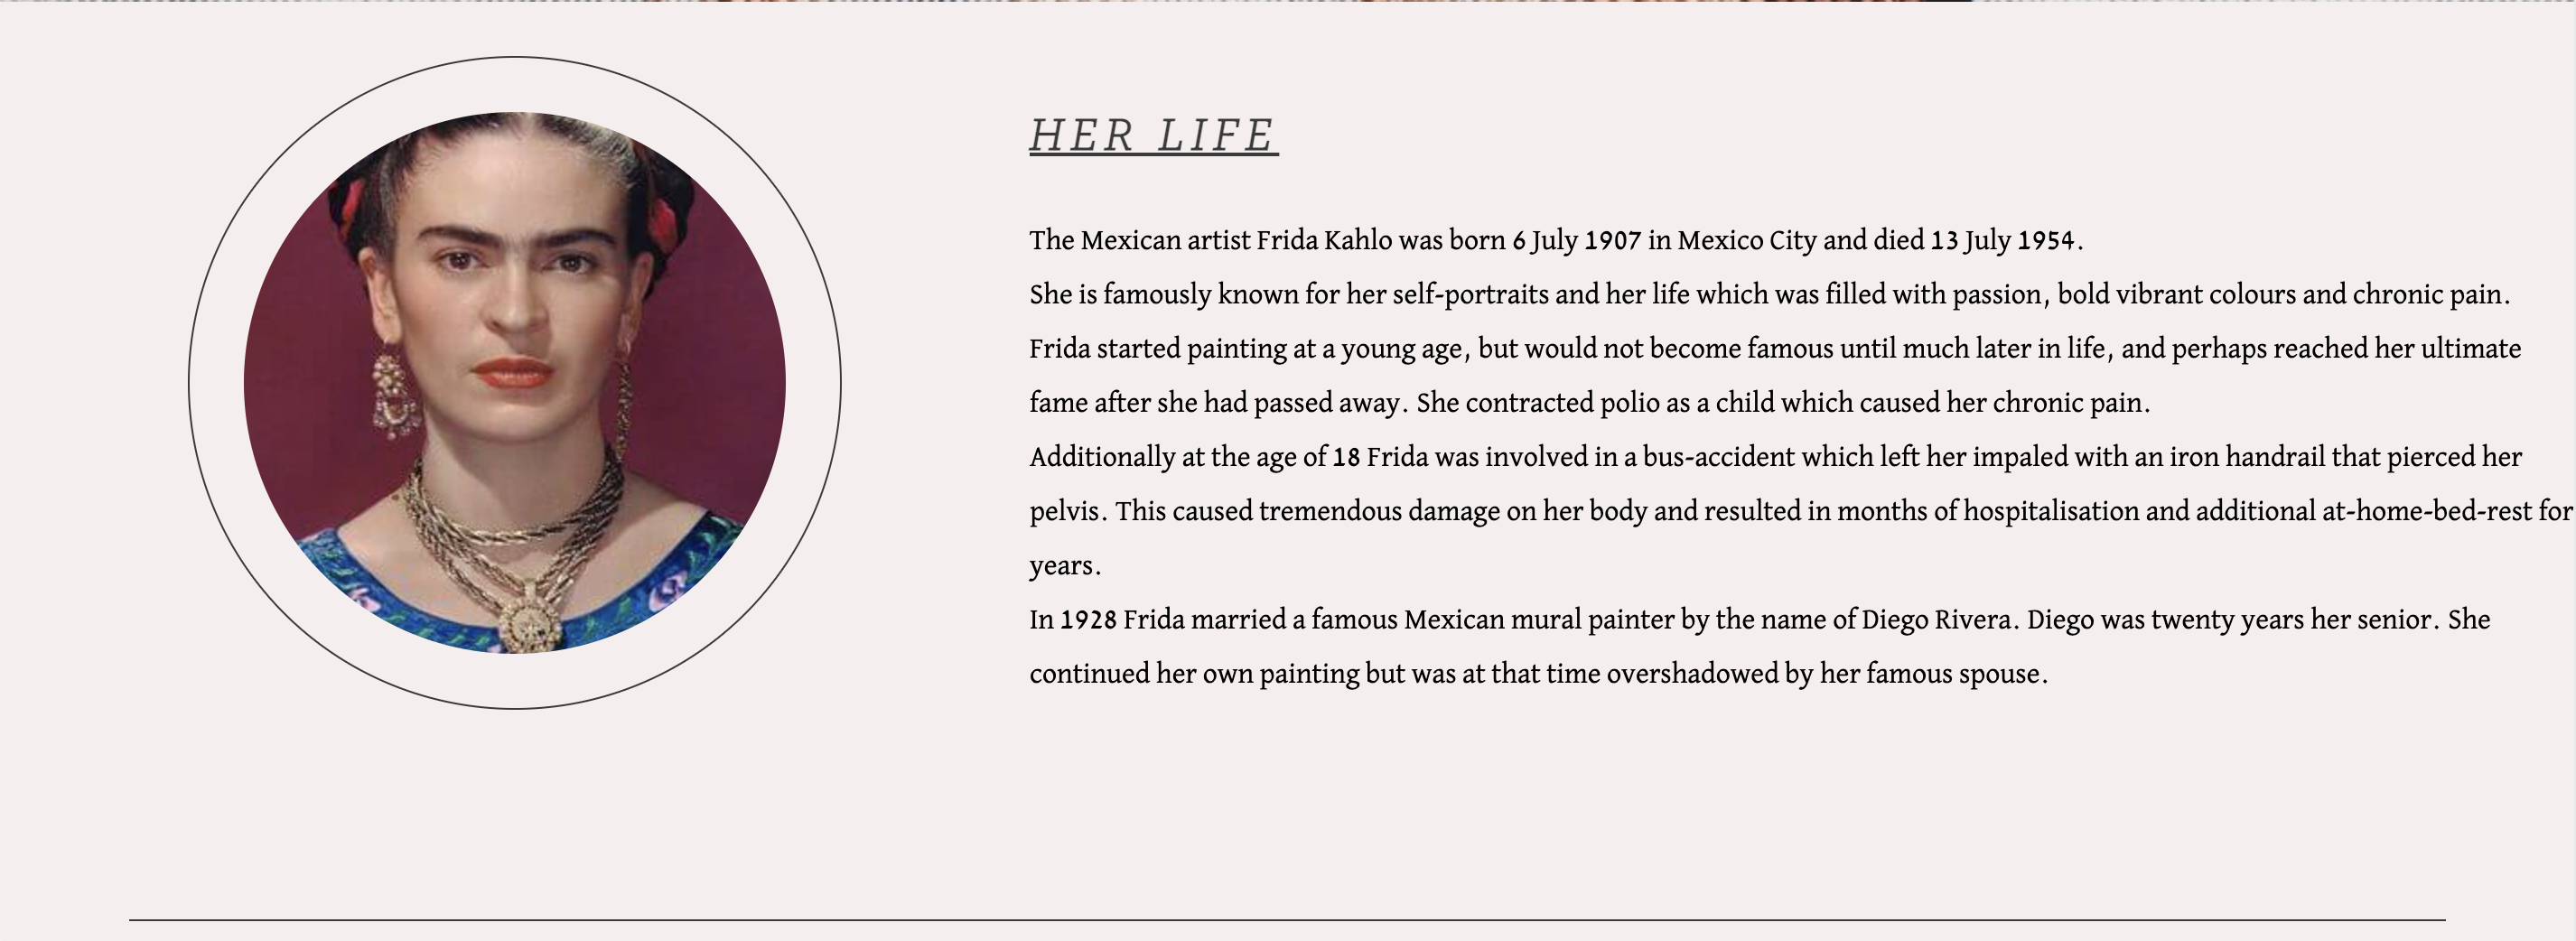 HER LIFE
The Mexican artist Frida Kahlo was born 6 July 1907 in Mexico City and died 13 July 1954.
She is famously known for her self-portraits and her life which was filled with passion, bold vibrant colours and chronic pain.
Frida started painting at a young age, but would not become famous until much later in life, and perhaps reached her ultimate
fame after she had passed away. She contracted polio as a child which caused her chronic pain.
Additionally at the age of 18 Frida was involved in a bus-accident which left her impaled with an iron handrail that pierced her
pelvis. This caused tremendous damage on her body and resulted in months of hospitalisation and additional at-home-bed-rest for
years.
In 1928 Frida married a famous Mexican mural painter by the name of Diego Rivera. Diego was twenty years her senior. She
continued her own painting but was at that time overshadowed by her famous spouse.